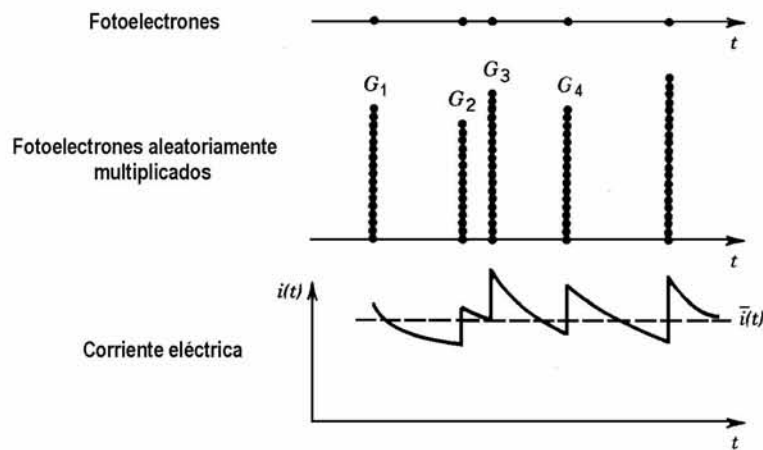 Fotoelectrones
t
G1
G2
G3
G4
Fotoelectrones aleatoriamente
multiplicados
t
i(t)
i̅(t)
Corriente eléctrica
t